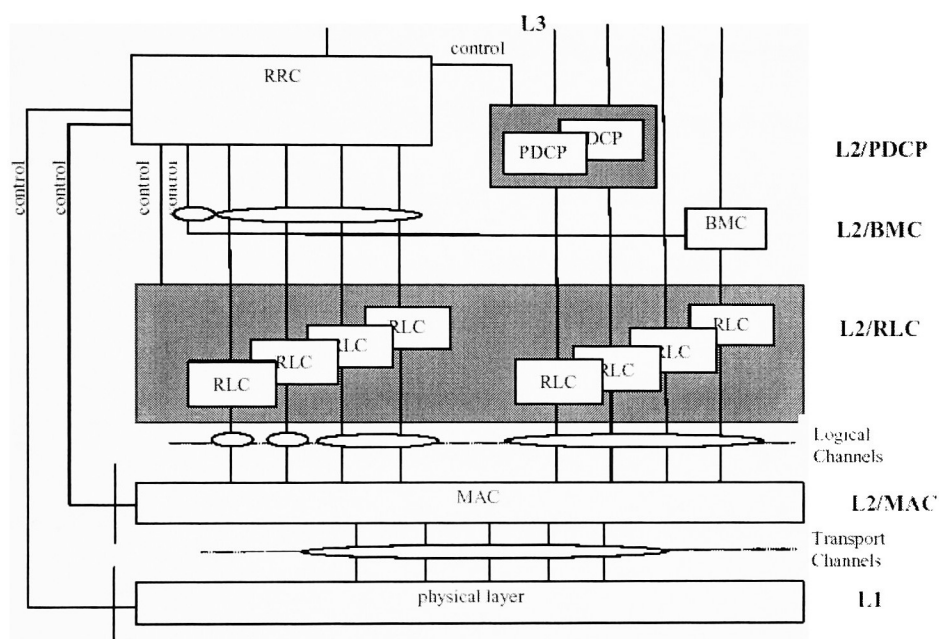 L3
control
RRC
DCP
PDCP
L2/PDCP
control
control
control
control
BMC
L2/BMC
RLC
RLC
RLC
RLC
RLC
RLC
RLC
RLC
L2/RLC
Logical
Channels
MAC
L2/MAC
Transport
Channels
physical layer
L1